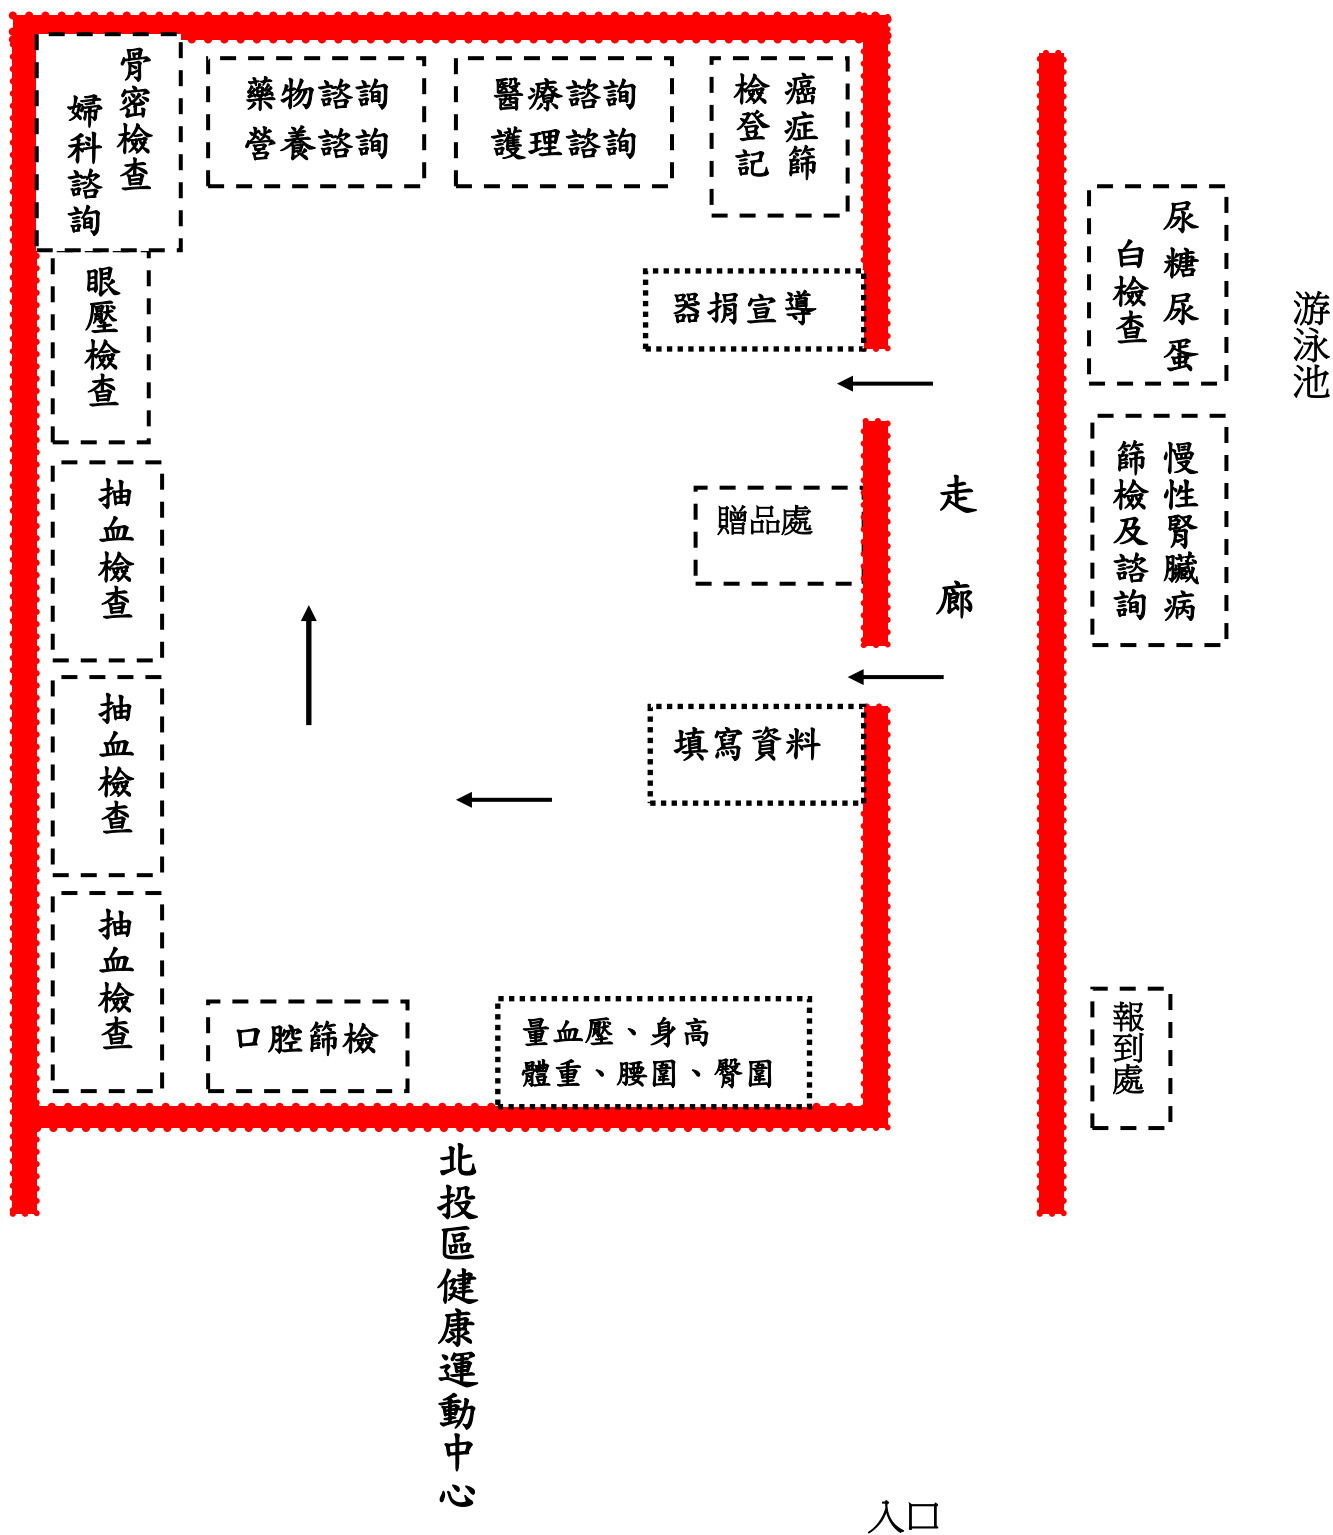 骨密檢查
婦科諮詢
藥物諮詢
營養諮詢
醫療諮詢
護理諮詢
癌症篩
檢登記
尿糖尿蛋
白檢查
游泳池
眼壓檢查
器捐宣導
慢性腎臟病
篩檢及諮詢
抽血檢查
贈品處
走廊
抽血檢查
填寫資料
抽血檢查
口腔篩檢
量血壓、身高
體重、腰圍、臀圍
報到處
北投區健康運動中心
入口